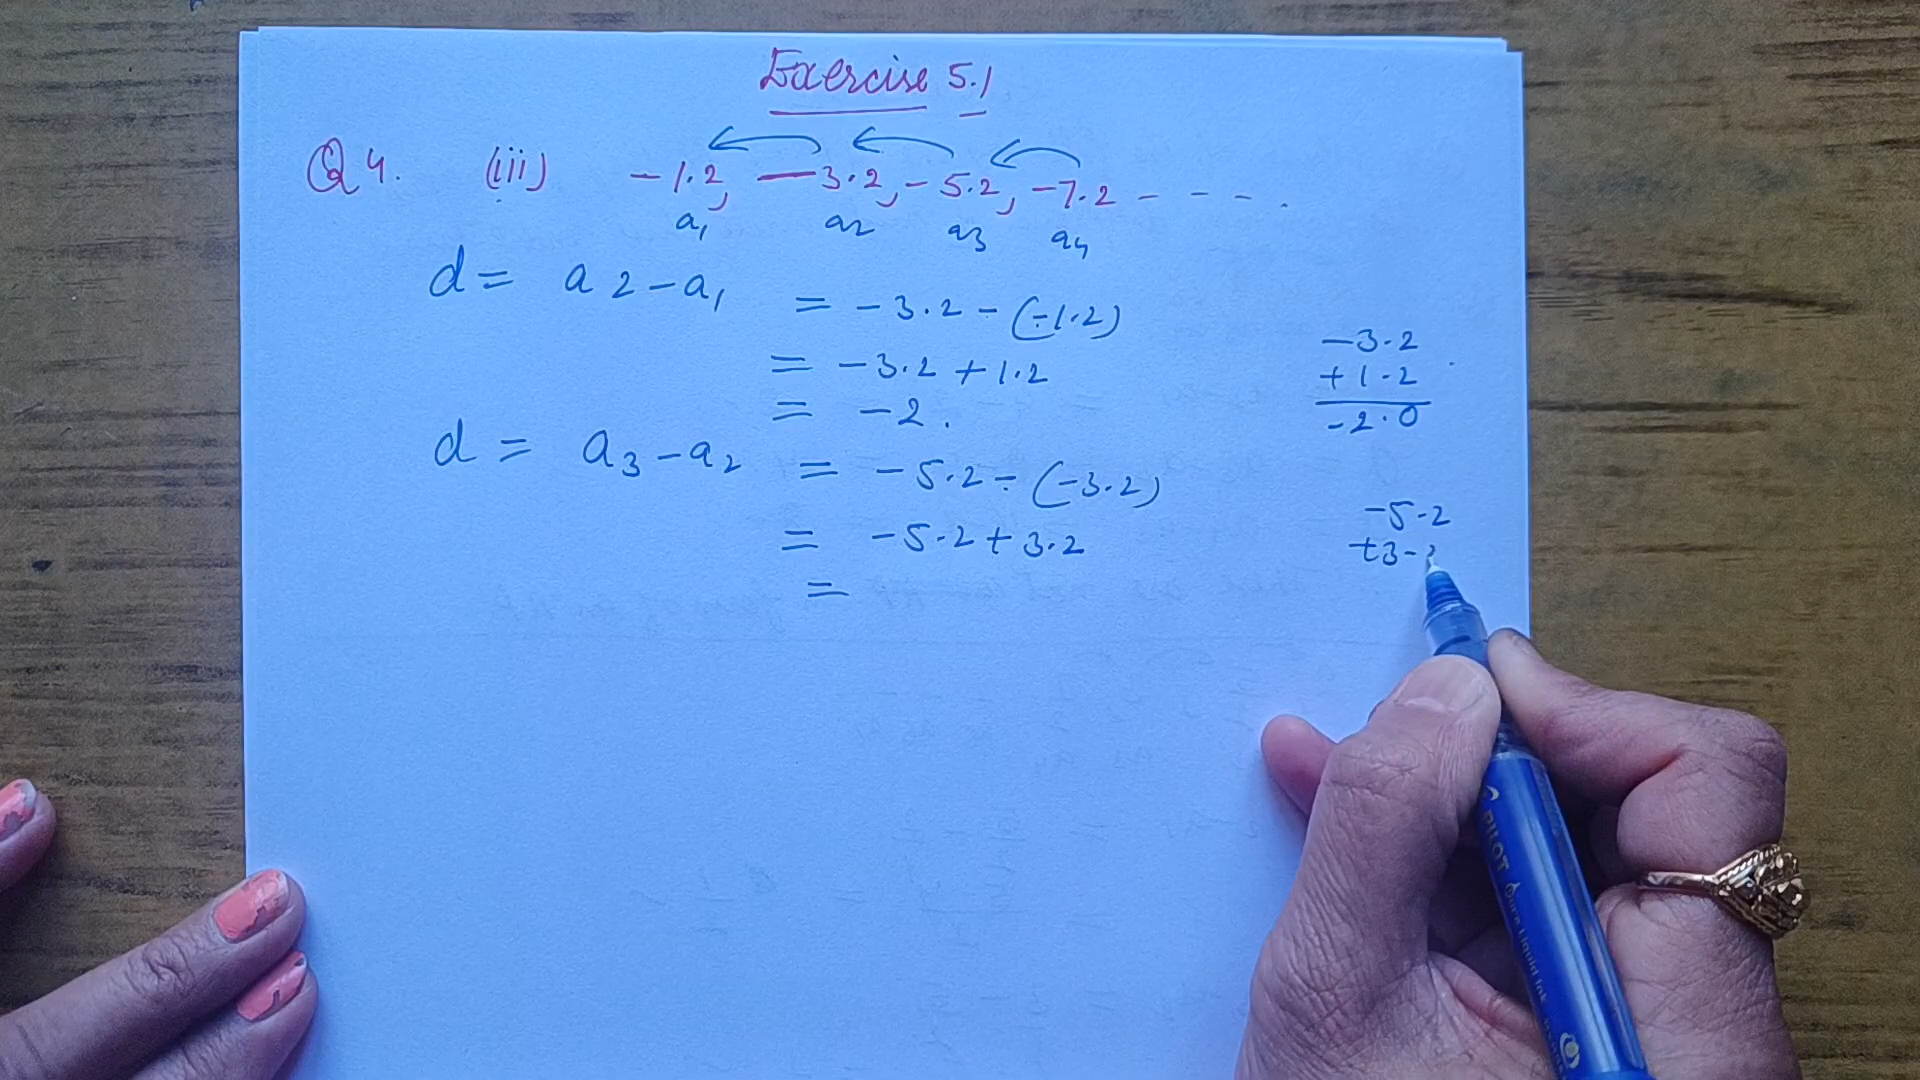 Exercise 5.1
Q4. (iii) -1.2, -3.2, -5.2, -7.2 - - - .
a1 a2 a3 a4
d = a2-a1 = -3.2-(-1.2)
= -3.2+1.2
= -2.
-3.2
+1.2
-2.0
d = a3-a2 = -5.2-(-3.2)
= -5.2+3.2
=
-5.2
+3.
PILOT